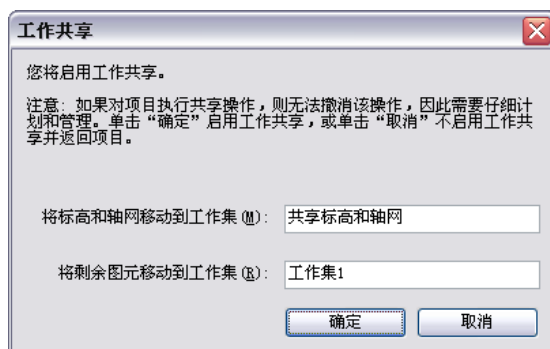 工作共享
您将启用工作共享。
注意: 如果对项目执行共享操作，则无法撤消该操作，因此需要仔细计
划和管理。单击“确定”启用工作共享，或单击“取消”不启用工作共
享并返回项目。
将标高和轴网移动到工作集(M): 共享标高和轴网
将剩余图元移动到工作集(R): 工作集1
确定 取消